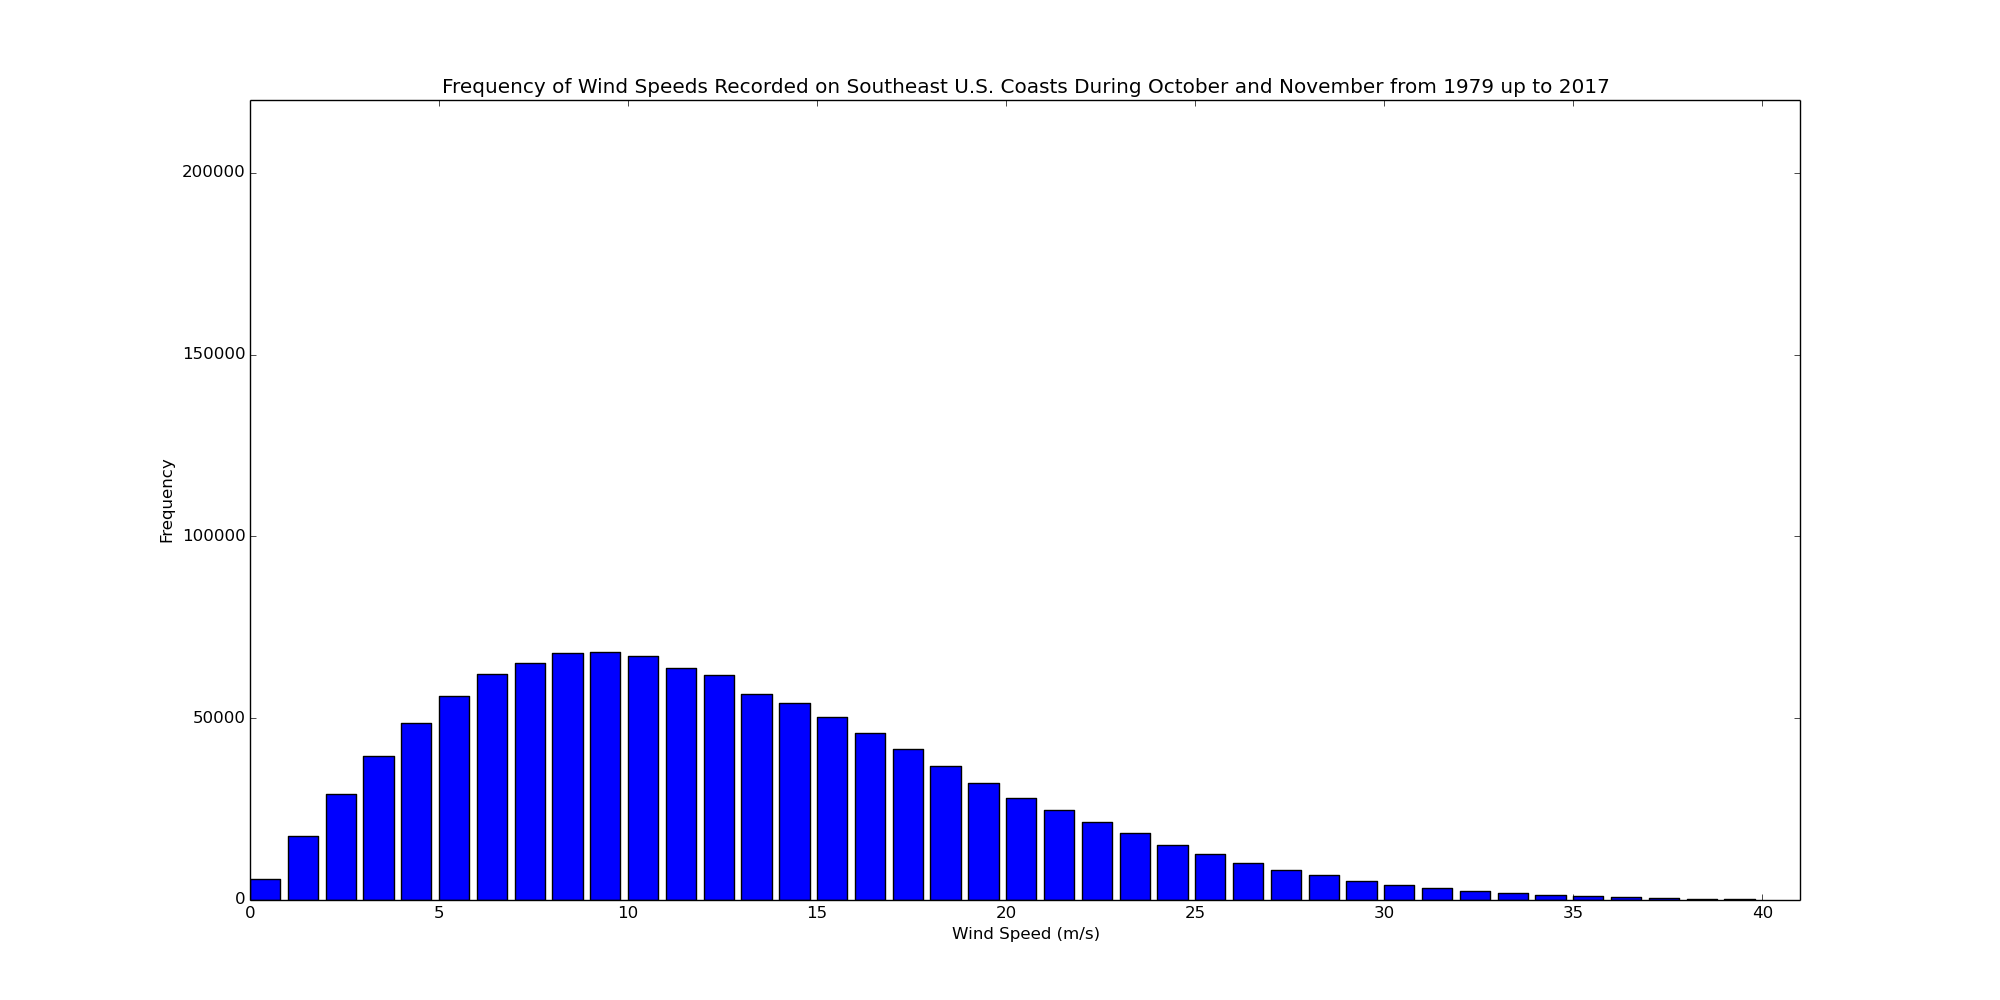 Frequency of Wind Speeds Recorded on Southeast U.S. Coasts During October and November from 1979 up to 2017
200000
150000
100000
50000
0
Frequency
0 5 10 15 20 25 30 35 40
Wind Speed (m/s)